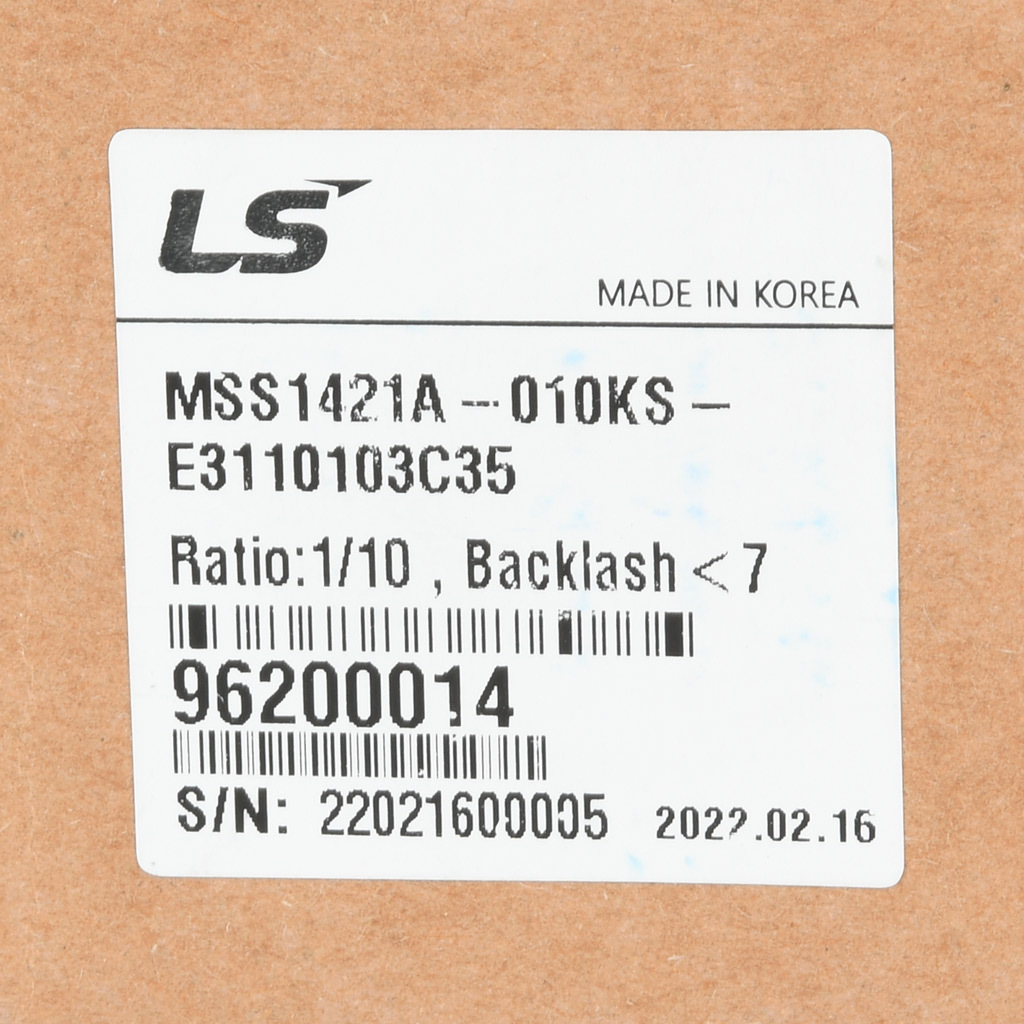 LS
MADE IN KOREA
MSS1421A-010KS-
E3110103C35
Ratio:1/10 , Backlash < 7
96200014
S/N: 22021600005 2022.02.16